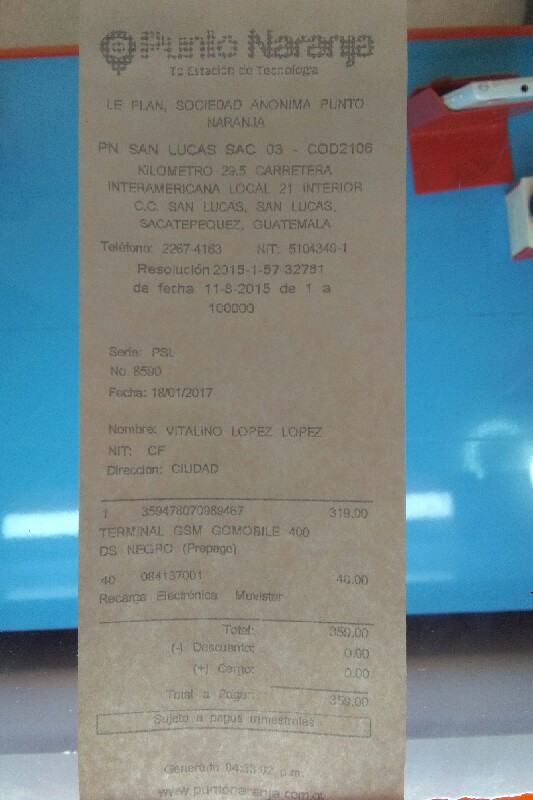 Punto Naranja
Tu Estación de Tecnología
LE PLAN, SOCIEDAD ANONIMA PUNTO
NARANJA
PN SAN LUCAS SAC 03 - COD2106
KILOMETRO 29.5 CARRETERA
INTERAMERICANA LOCAL 21 INTERIOR
C.C. SAN LUCAS, SAN LUCAS,
SACATEPEQUEZ, GUATEMALA
Teléfono: 2267-4163 NIT: 5104349-1
Resolución 2015-1-57-32781
de fecha 11-8-2015 de 1 a
100000
Serie: PSL
No. 8590
Fecha: 18/01/2017
Nombre: VITALINO LOPEZ LOPEZ
NIT: CF
Direccion: CIUDAD
1 359478070989467 319.00
TERMINAL GSM GOMOBILE 400
DS NEGRO (Prepago)
40 084137001 40.00
Recarga Electrónica Movistar
Total: 359.00
(-) Descuento: 0.00
(+) Cargo: 0.00
Total a Pagar: 359.00
Sujeto a pagos trimestrales
Generado 04:33:02 p.m.
www.puntonaranja.com.gt